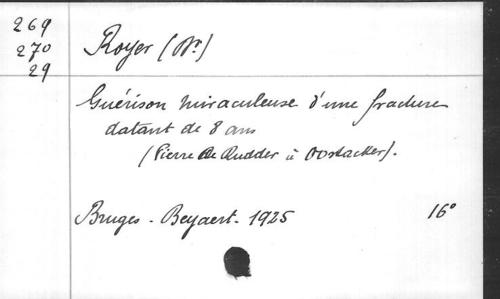 269
270
29
Royer (Dr)
Guérison miraculeuse d'une fracture
datant de 8 ans
(Pierre De Rudder à Oostacker).
Bruges - Beyaert - 1925 16°